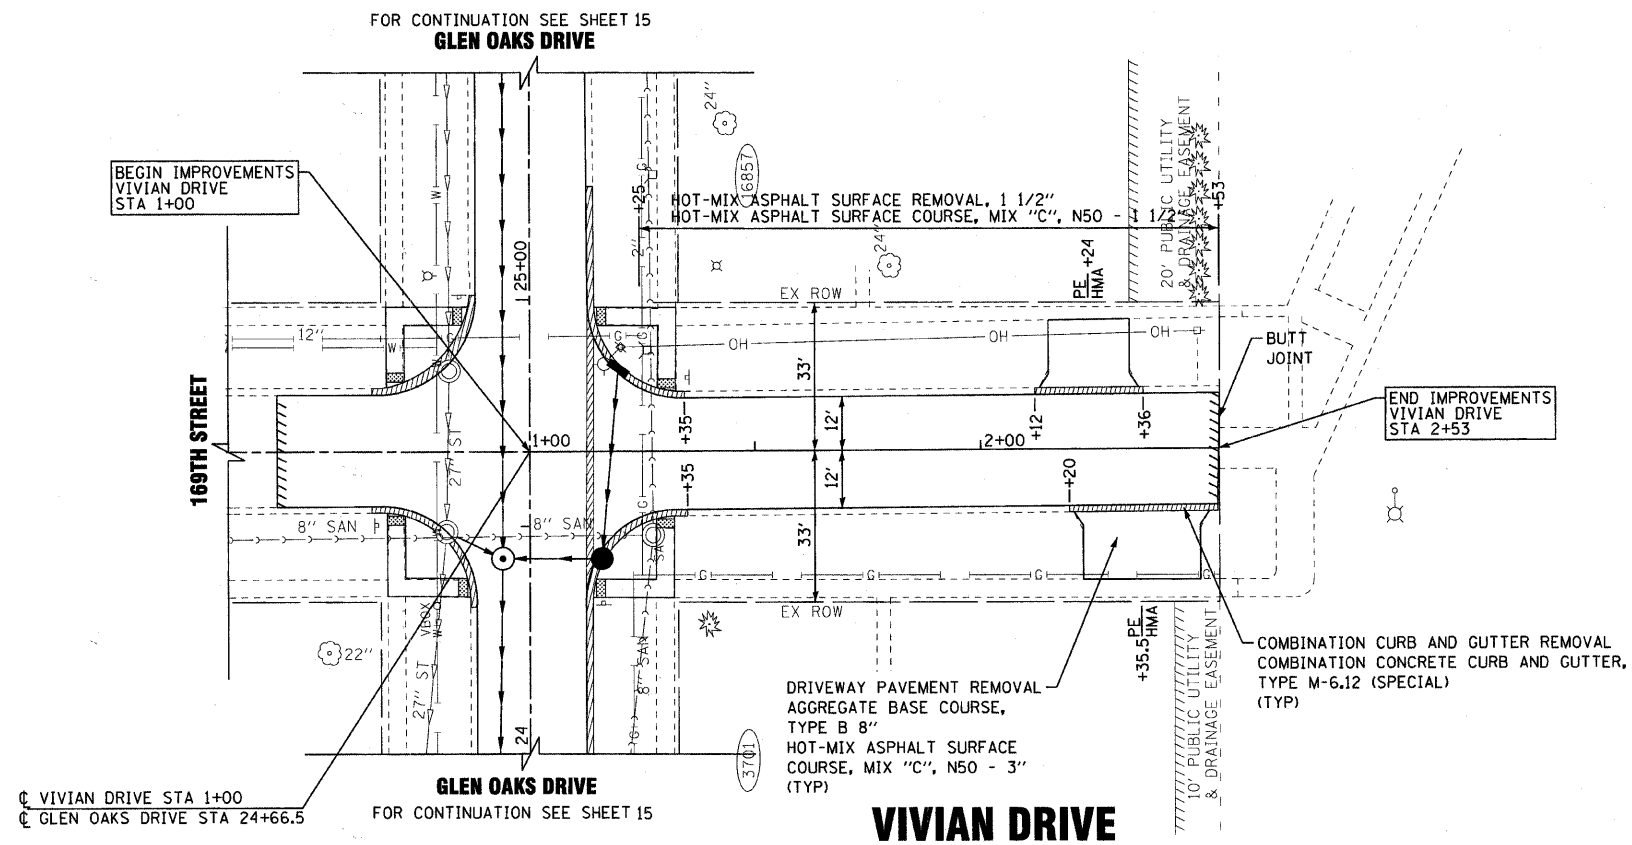 FOR CONTINUATION SEE SHEET 15
GLEN OAKS DRIVE
BEGIN IMPROVEMENTS
VIVIAN DRIVE
STA 1+00
24"
16857
20' PUBLIC UTILITY
& DRAINAGE EASEMENT
+25
+53
HOT-MIX ASPHALT SURFACE REMOVAL, 1 1/2"
HOT-MIX ASPHALT SURFACE COURSE, MIX "C", N50 - 1 1/2"
W
G
2"
24"
25+00
PE
HMA
+24
EX ROW
12"
W
G
G
G
OH
OH
OH
BUTT
JOINT
33'
169TH STREET
END IMPROVEMENTS
VIVIAN DRIVE
STA 2+53
+35
12'
+12
+36
1+00
2+00
27" ST
+35
12'
+20
8" SAN
8" SAN
G
SAN
33'
G
G
G
G
EX ROW
VBOX
W
22"
27" ST
8" SAN
G
24
3701
+35.5
PE
HMA
10' PUBLIC UTILITY
& DRAINAGE EASEMENT
COMBINATION CURB AND GUTTER REMOVAL
COMBINATION CONCRETE CURB AND GUTTER,
TYPE M-6.12 (SPECIAL)
(TYP)
DRIVEWAY PAVEMENT REMOVAL
AGGREGATE BASE COURSE,
TYPE B 8"
HOT-MIX ASPHALT SURFACE
COURSE, MIX "C", N50 - 3"
(TYP)
GLEN OAKS DRIVE
FOR CONTINUATION SEE SHEET 15
℄ VIVIAN DRIVE STA 1+00
℄ GLEN OAKS DRIVE STA 24+66.5
VIVIAN DRIVE